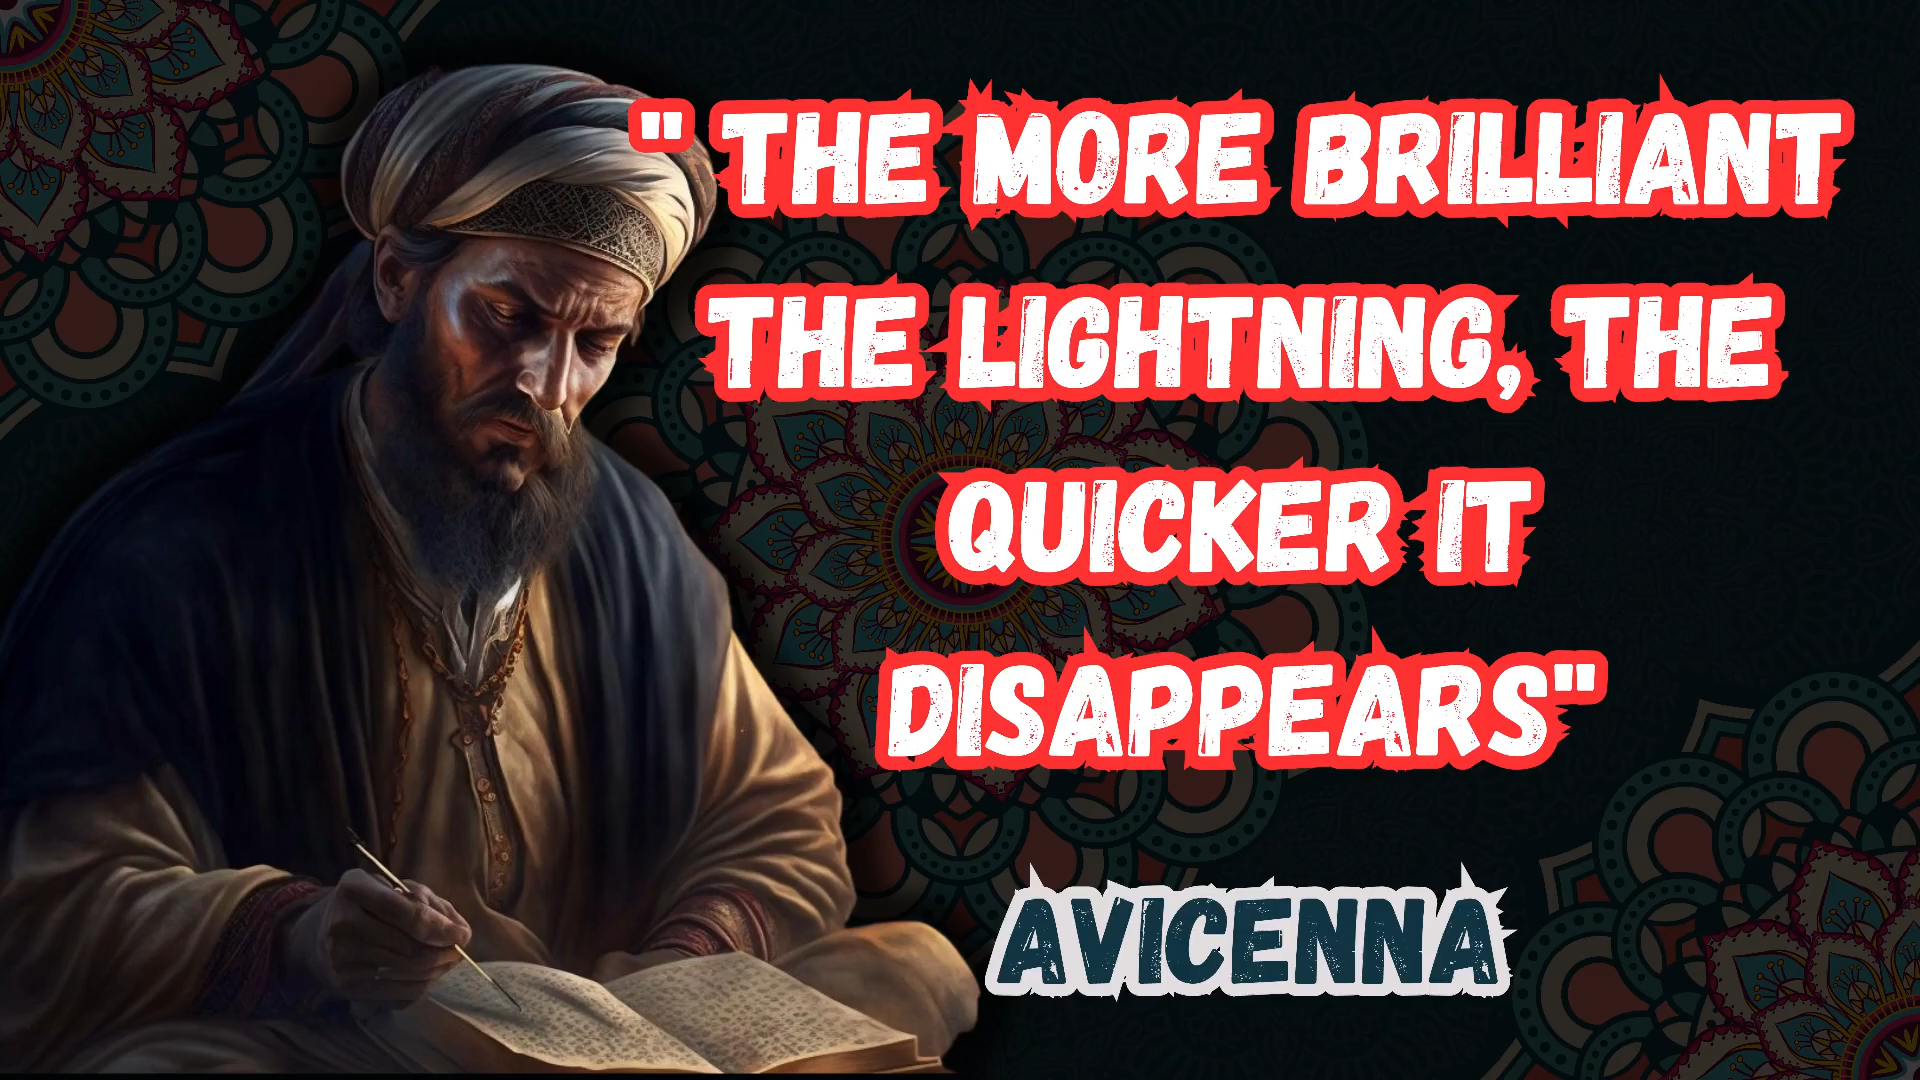 " THE MORE BRILLIANT
THE LIGHTNING, THE
QUICKER IT
DISAPPEARS"
AVICENNA